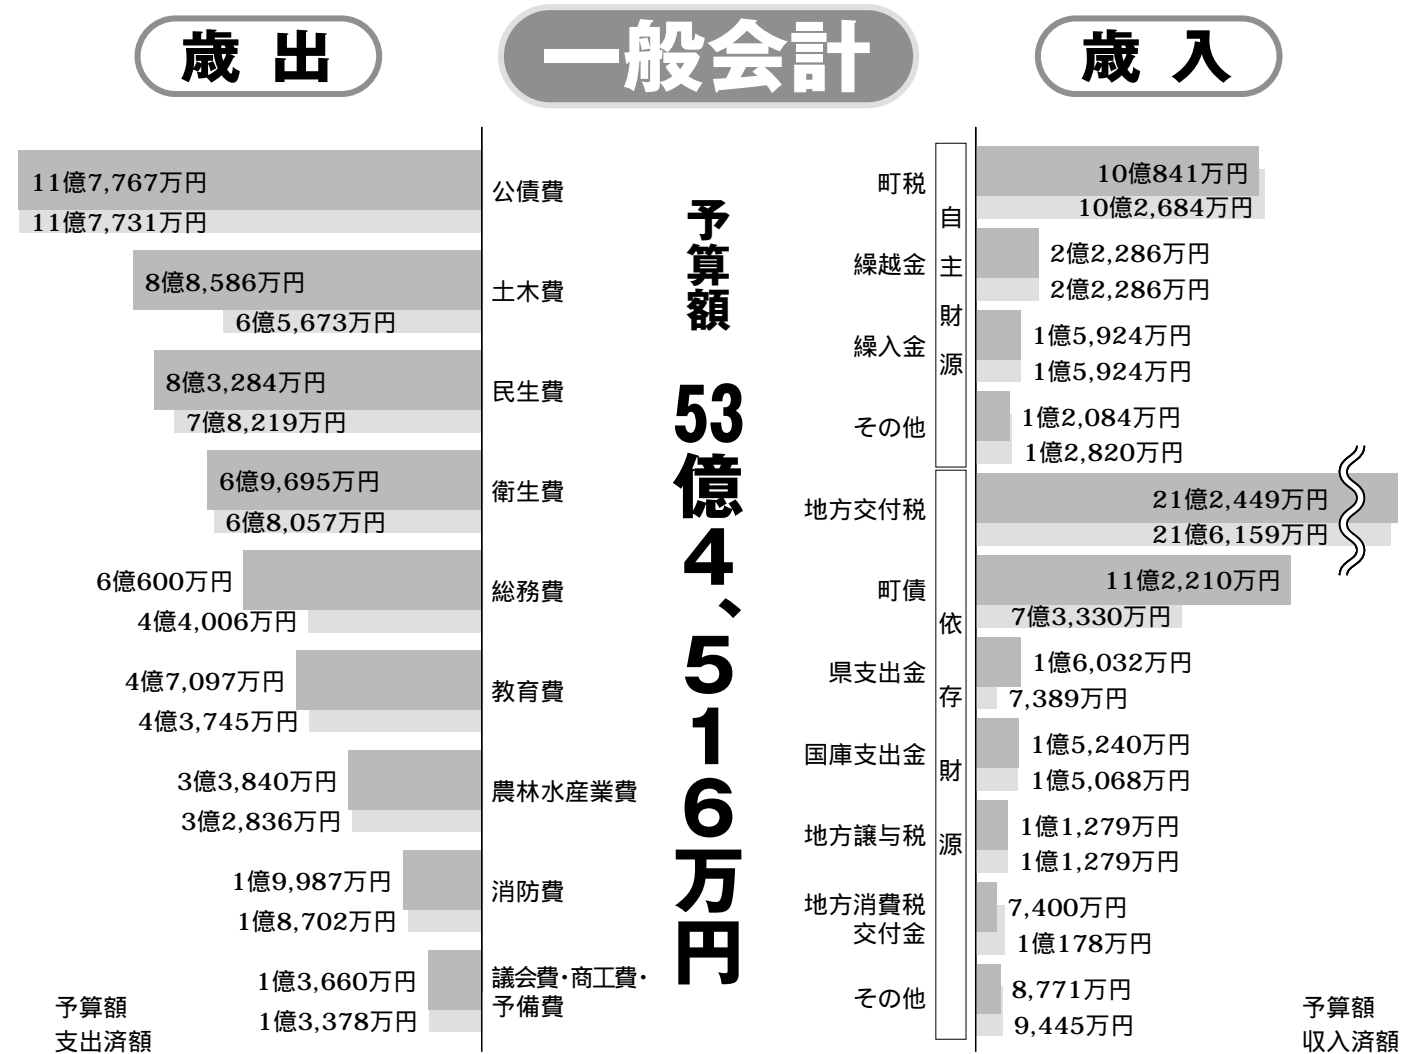 歳出
一般会計
歳入
11億7,767万円
11億7,731万円
公債費
8億8,586万円
6億5,673万円
土木費
8億3,284万円
7億8,219万円
民生費
6億9,695万円
6億8,057万円
衛生費
6億600万円
4億4,006万円
総務費
4億7,097万円
4億3,745万円
教育費
3億3,840万円
3億2,836万円
農林水産業費
1億9,987万円
1億8,702万円
消防費
1億3,660万円
1億3,378万円
議会費・商工費・
予備費
予算額
支出済額
予算額 53億4、516万円
自主財源
町税
10億841万円
10億2,684万円
繰越金
2億2,286万円
2億2,286万円
繰入金
1億5,924万円
1億5,924万円
その他
1億2,084万円
1億2,820万円
依存財源
地方交付税
21億2,449万円
21億6,159万円
町債
11億2,210万円
7億3,330万円
県支出金
1億6,032万円
7,389万円
国庫支出金
1億5,240万円
1億5,068万円
地方譲与税
1億1,279万円
1億1,279万円
地方消費税
交付金
7,400万円
1億178万円
その他
8,771万円
9,445万円
予算額
収入済額